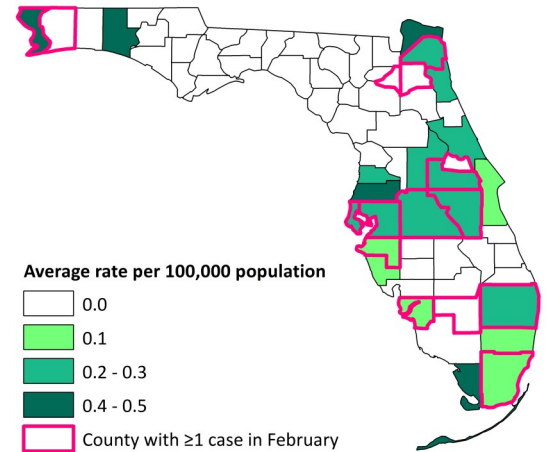 Average rate per 100,000 population
0.0
0.1
0.2 - 0.3
0.4 - 0.5
County with ≥1 case in February